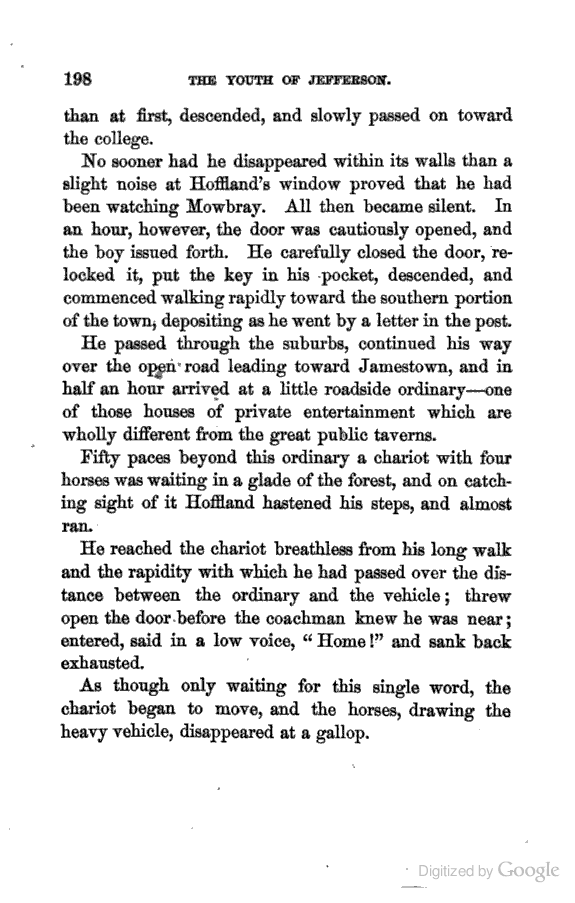 198 THE YOUTH OF JEFFERSON.
than at first, descended, and slowly passed on toward
the college.
No sooner had he disappeared within its walls than a
slight noise at Hoffland's window proved that he had
been watching Mowbray. All then became silent. In
an hour, however, the door was cautiously opened, and
the boy issued forth. He carefully closed the door, re-
locked it, put the key in his pocket, descended, and
commenced walking rapidly toward the southern portion
of the town, depositing as he went by a letter in the post.
He passed through the suburbs, continued his way
over the open road leading toward Jamestown, and in
half an hour arrived at a little roadside ordinary—one
of those houses of private entertainment which are
wholly different from the great public taverns.
Fifty paces beyond this ordinary a chariot with four
horses was waiting in a glade of the forest, and on catch-
ing sight of it Hoffland hastened his steps, and almost
ran.
He reached the chariot breathless from his long walk
and the rapidity with which he had passed over the dis-
tance between the ordinary and the vehicle; threw
open the door before the coachman knew he was near;
entered, said in a low voice, "Home!" and sank back
exhausted.
As though only waiting for this single word, the
chariot began to move, and the horses, drawing the
heavy vehicle, disappeared at a gallop.
Digitized by Google